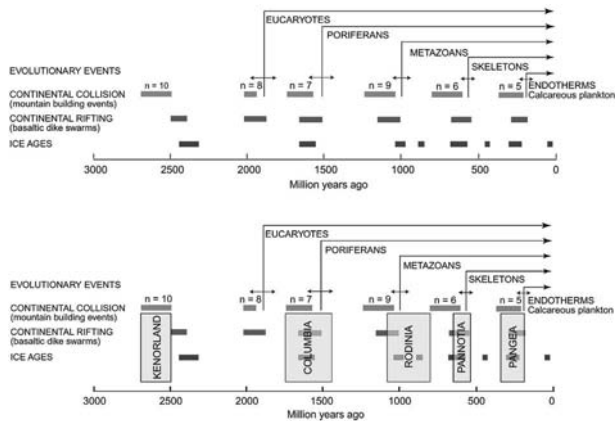 EUCARYOTES
PORIFERANS
METAZOANS
EVOLUTIONARY EVENTS
SKELETONS
n = 10
n = 8
n = 7
n = 9
n = 6
n = 5
ENDOTHERMS
Calcareous plankton
CONTINENTAL COLLISION
(mountain building events)
CONTINENTAL RIFTING
(basaltic dike swarms)
ICE AGES
3000
2500
2000
1500
1000
500
0
Million years ago
EUCARYOTES
PORIFERANS
METAZOANS
EVOLUTIONARY EVENTS
SKELETONS
n = 10
n = 8
n = 7
n = 9
n = 6
n = 5
ENDOTHERMS
Calcareous plankton
CONTINENTAL COLLISION
(mountain building events)
CONTINENTAL RIFTING
(basaltic dike swarms)
ICE AGES
KENORLAND
COLUMBIA
RODINIA
PANNOTIA
PANGEA
3000
2500
2000
1500
1000
500
0
Million years ago